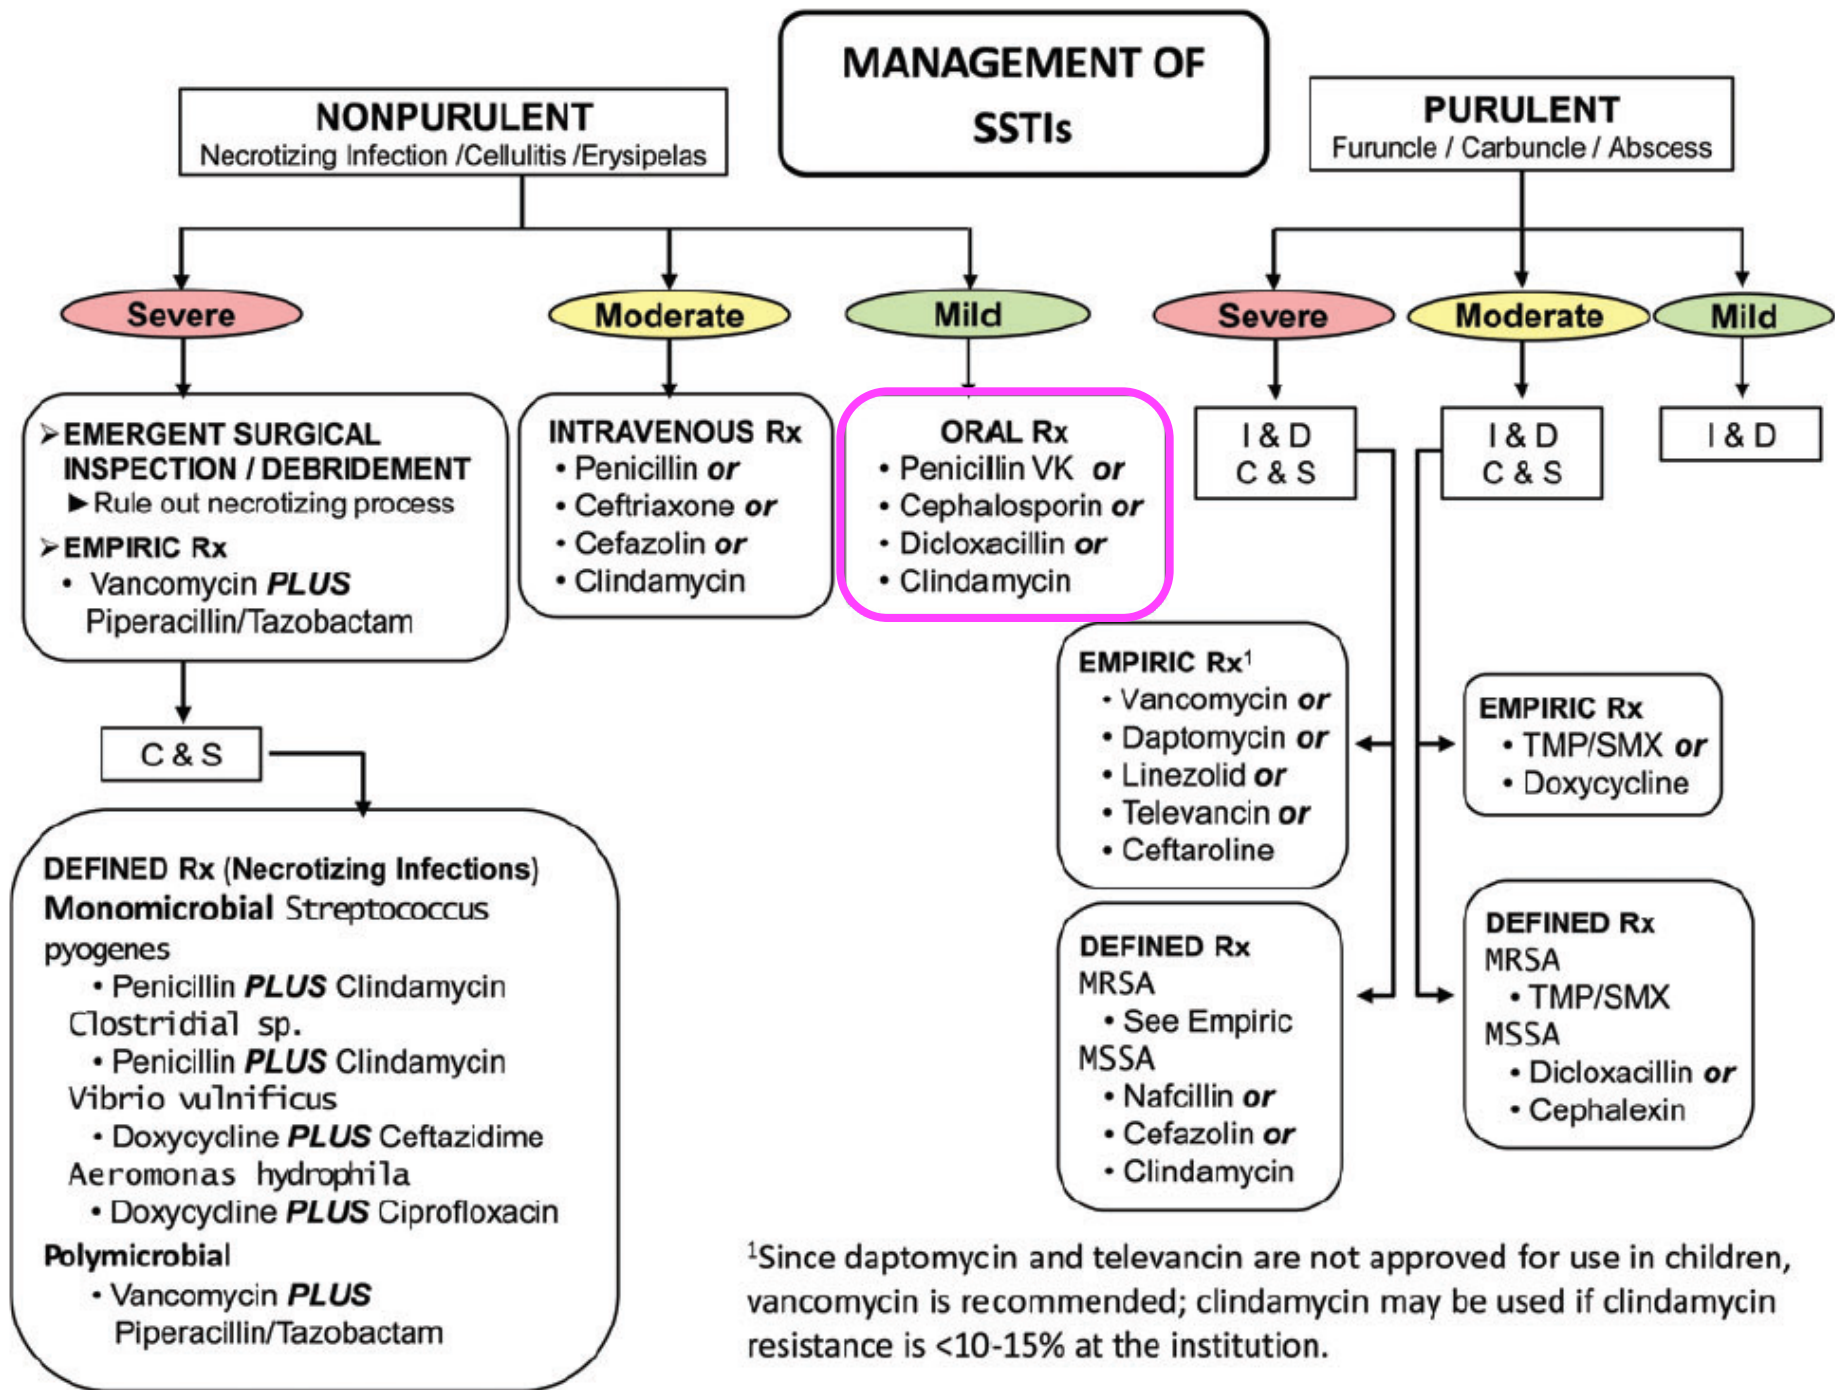 MANAGEMENT OF
SSTIs
NONPURULENT
Necrotizing Infection /Cellulitis /Erysipelas
Severe
➢EMERGENT SURGICAL
INSPECTION / DEBRIDEMENT
►Rule out necrotizing process
➢EMPIRIC Rx
• Vancomycin PLUS
Piperacillin/Tazobactam
C & S
DEFINED Rx (Necrotizing Infections)
Monomicrobial Streptococcus
pyogenes
• Penicillin PLUS Clindamycin
Clostridial sp.
• Penicillin PLUS Clindamycin
Vibrio vulnificus
• Doxycycline PLUS Ceftazidime
Aeromonas hydrophila
• Doxycycline PLUS Ciprofloxacin
Polymicrobial
• Vancomycin PLUS
Piperacillin/Tazobactam
Moderate
INTRAVENOUS Rx
• Penicillin or
• Ceftriaxone or
• Cefazolin or
• Clindamycin
Mild
ORAL Rx
• Penicillin VK or
• Cephalosporin or
• Dicloxacillin or
• Clindamycin
PURULENT
Furuncle / Carbuncle / Abscess
Severe
I & D
C & S
EMPIRIC Rx¹
• Vancomycin or
• Daptomycin or
• Linezolid or
• Televancin or
• Ceftaroline
DEFINED Rx
MRSA
• See Empiric
MSSA
• Nafcillin or
• Cefazolin or
• Clindamycin
Moderate
I & D
C & S
EMPIRIC Rx
• TMP/SMX or
• Doxycycline
DEFINED Rx
MRSA
• TMP/SMX
MSSA
• Dicloxacillin or
• Cephalexin
Mild
I & D
¹Since daptomycin and televancin are not approved for use in children,
vancomycin is recommended; clindamycin may be used if clindamycin
resistance is <10-15% at the institution.